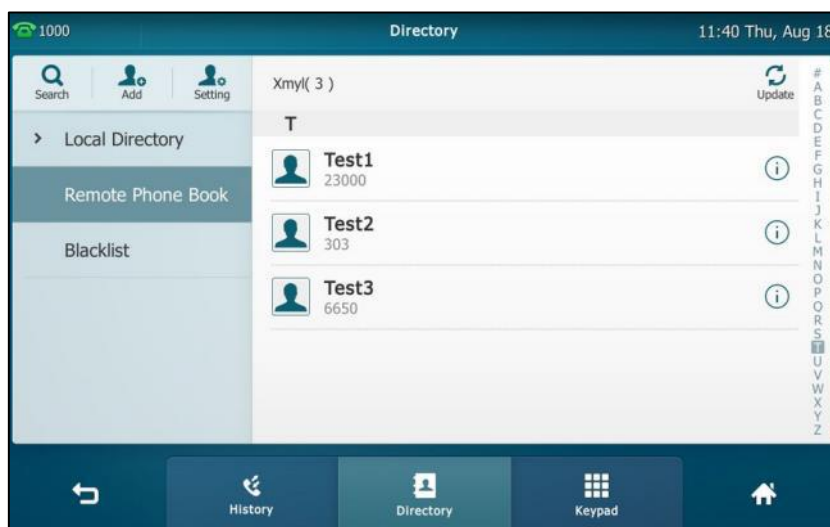 1000 Directory 11:40 Thu, Aug 18
Search Add Setting Xmyl( 3 ) Update
T
Local Directory
Remote Phone Book
Blacklist
Test1
23000
Test2
303
Test3
6650
#
A
B
C
D
E
F
G
H
I
J
K
L
M
N
O
P
Q
R
S
T
U
V
W
X
Y
Z
History Directory Keypad